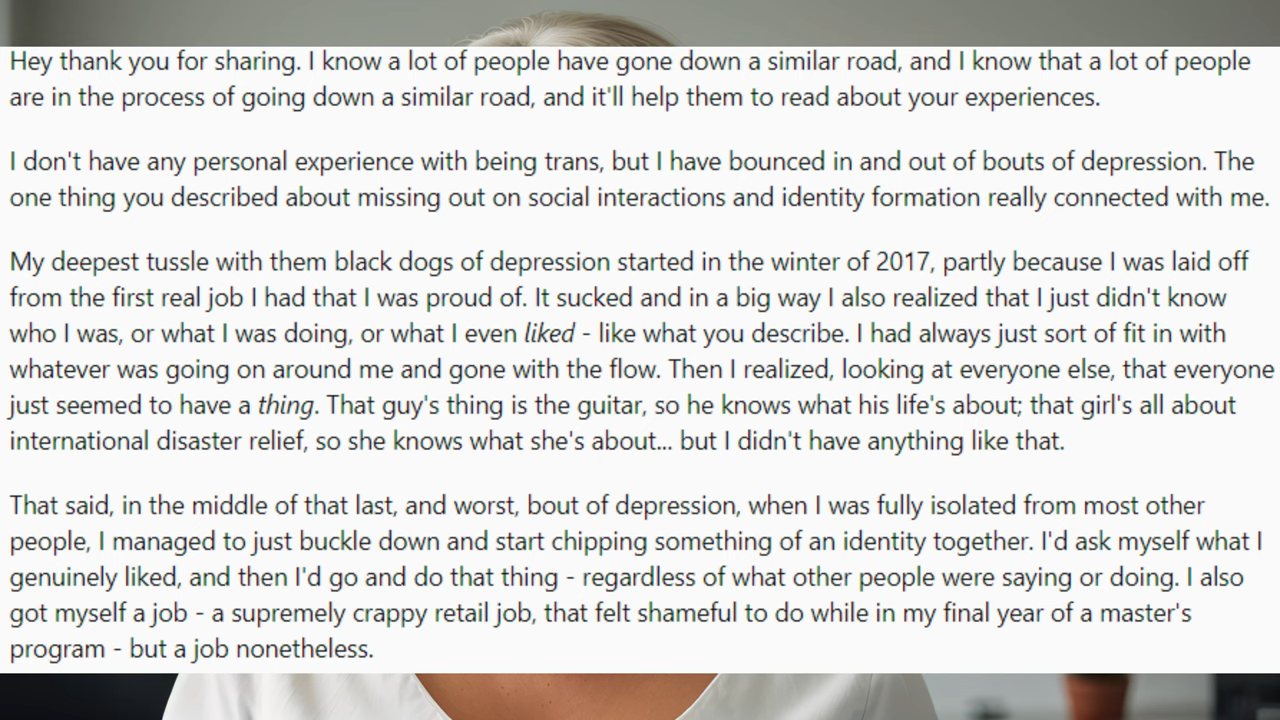 Hey thank you for sharing. I know a lot of people have gone down a similar road, and I know that a lot of people
are in the process of going down a similar road, and it'll help them to read about your experiences.
I don't have any personal experience with being trans, but I have bounced in and out of bouts of depression. The
one thing you described about missing out on social interactions and identity formation really connected with me.
My deepest tussle with them black dogs of depression started in the winter of 2017, partly because I was laid off
from the first real job I had that I was proud of. It sucked and in a big way I also realized that I just didn't know
who I was, or what I was doing, or what I even liked - like what you describe. I had always just sort of fit in with
whatever was going on around me and gone with the flow. Then I realized, looking at everyone else, that everyone
just seemed to have a thing. That guy's thing is the guitar, so he knows what his life's about; that girl's all about
international disaster relief, so she knows what she's about... but I didn't have anything like that.
That said, in the middle of that last, and worst, bout of depression, when I was fully isolated from most other
people, I managed to just buckle down and start chipping something of an identity together. I'd ask myself what I
genuinely liked, and then I'd go and do that thing - regardless of what other people were saying or doing. I also
got myself a job - a supremely crappy retail job, that felt shameful to do while in my final year of a master's
program - but a job nonetheless.